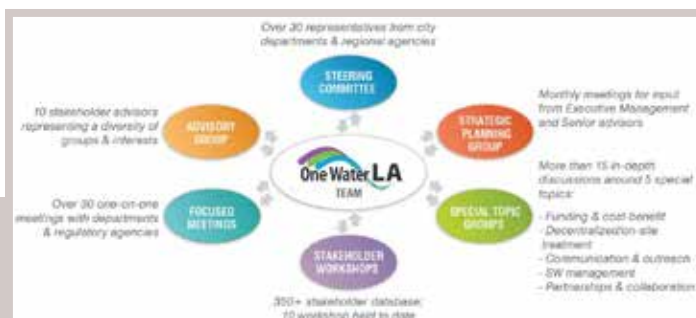 Over 30 representatives from city
departments & regional agencies
STEERING
COMMITTEE
10 stakeholder advisors
representing a diversity of
groups & interests
ADVISORY
GROUP
Monthly meetings for input
from Executive Management
and Senior advisors
STRATEGIC
PLANNING
GROUP
One Water LA
TEAM
Over 30 one-on-one
meetings with departments
& regulatory agencies
FOCUSED
MEETINGS
More than 15 in-depth
discussions around 5 special
topics:
- Funding & cost-benefit
- Decentralized/on-site
treatment
- Communication & outreach
- SW management
- Partnerships & collaboration
SPECIAL TOPIC
GROUPS
STAKEHOLDER
WORKSHOPS
350+ stakeholder database;
10 workshop held to date